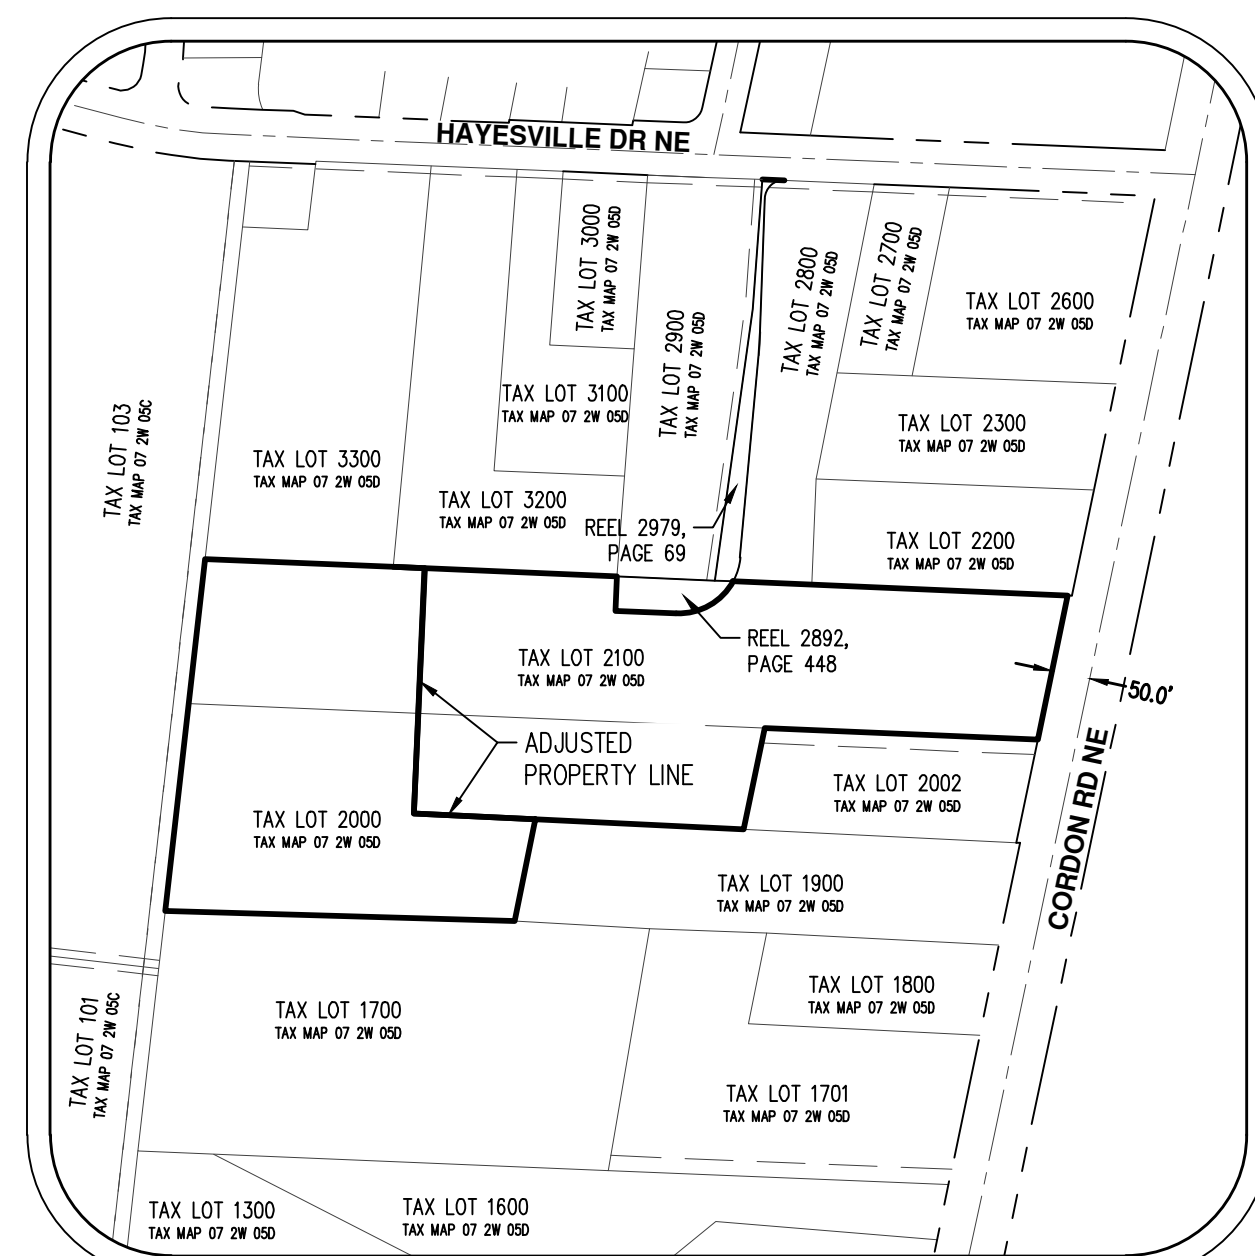 HAYESVILLE DR NE
TAX LOT 3000
TAX MAP 07 2W 05D
TAX LOT 2900
TAX MAP 07 2W 05D
TAX LOT 2800
TAX MAP 07 2W 05D
TAX LOT 2700
TAX MAP 07 2W 05D
TAX LOT 2600
TAX MAP 07 2W 05D
TAX LOT 103
TAX MAP 07 2W 05C
TAX LOT 3300
TAX MAP 07 2W 05D
TAX LOT 3100
TAX MAP 07 2W 05D
TAX LOT 3200
TAX MAP 07 2W 05D
REEL 2979,
PAGE 69
TAX LOT 2300
TAX MAP 07 2W 05D
TAX LOT 2200
TAX MAP 07 2W 05D
TAX LOT 2100
TAX MAP 07 2W 05D
REEL 2892,
PAGE 448
50.0'
ADJUSTED
PROPERTY LINE
CORDON RD NE
TAX LOT 2002
TAX MAP 07 2W 05D
TAX LOT 2000
TAX MAP 07 2W 05D
TAX LOT 1900
TAX MAP 07 2W 05D
TAX LOT 1800
TAX MAP 07 2W 05D
TAX LOT 1700
TAX MAP 07 2W 05D
TAX LOT 101
TAX MAP 07 2W 05C
TAX LOT 1701
TAX MAP 07 2W 05D
TAX LOT 1300
TAX MAP 07 2W 05D
TAX LOT 1600
TAX MAP 07 2W 05D